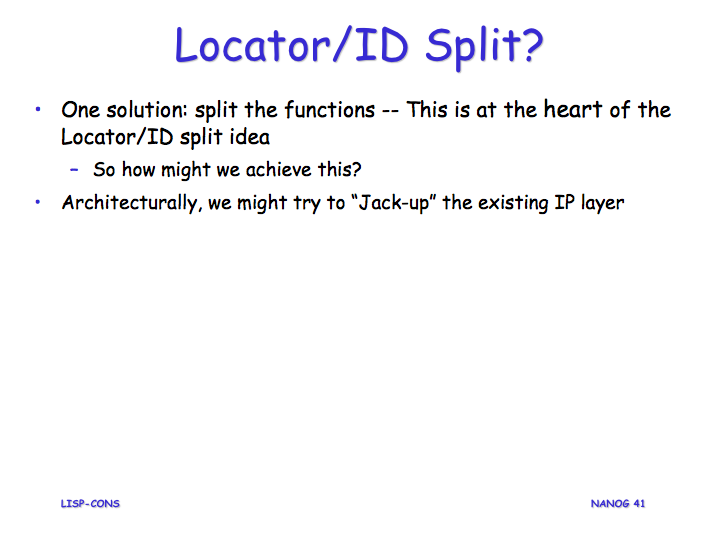 Locator/ID Split?
• One solution: split the functions -- This is at the heart of the
Locator/ID split idea
– So how might we achieve this?
• Architecturally, we might try to “Jack-up” the existing IP layer
LISP-CONS
NANOG 41